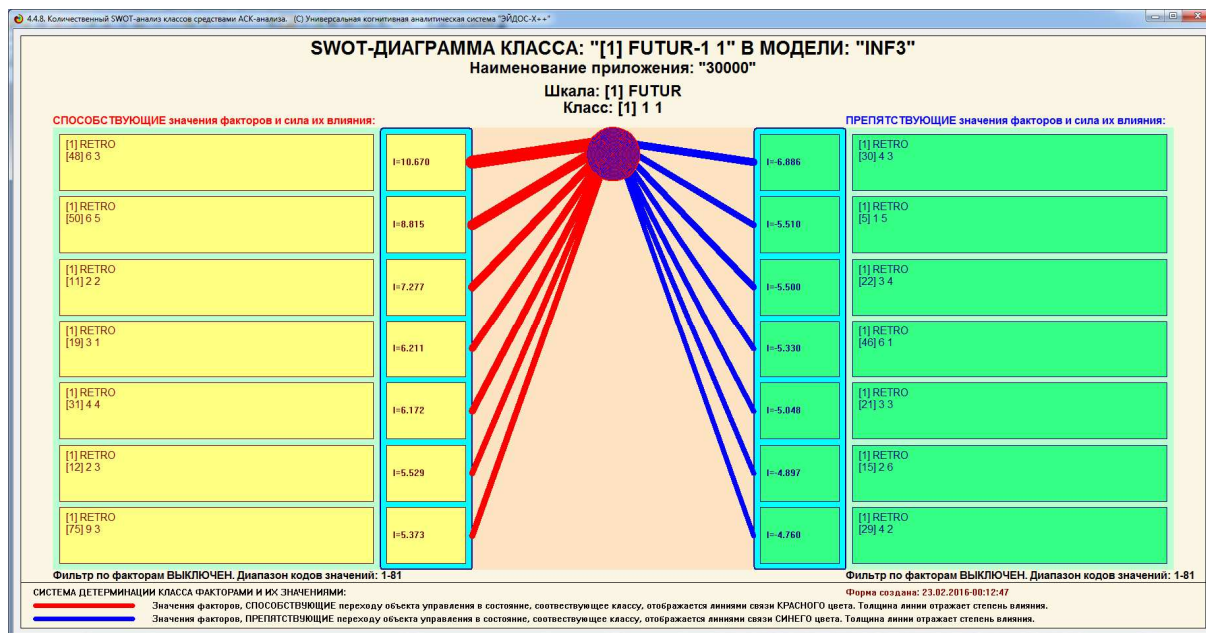 4.4.8. Количественный SWOT-анализ классов средствами АСК-анализа. (C) Универсальная когнитивная аналитическая система "ЭЙДОС-X++"
SWOT-ДИАГРАММА КЛАССА: "[1] FUTUR-1 1" В МОДЕЛИ: "INF3"
Наименование приложения: "30000"
Шкала: [1] FUTUR
Класс: [1] 1 1
СПОСОБСТВУЮЩИЕ значения факторов и сила их влияния:
[1] RETRO
[48] 6 3
I=10.670
[1] RETRO
[50] 6 5
I=8.815
[1] RETRO
[11] 2 2
I=7.277
[1] RETRO
[19] 3 1
I=6.211
[1] RETRO
[31] 4 4
I=6.172
[1] RETRO
[12] 2 3
I=5.529
[1] RETRO
[75] 9 3
I=5.373
Фильтр по факторам ВЫКЛЮЧЕН. Диапазон кодов значений: 1-81
ПРЕПЯТСТВУЮЩИЕ значения факторов и сила их влияния:
I=-6.886
[1] RETRO
[30] 4 3
I=-5.510
[1] RETRO
[5] 1 5
I=-5.500
[1] RETRO
[22] 3 4
I=-5.330
[1] RETRO
[46] 6 1
I=-5.048
[1] RETRO
[21] 3 3
I=-4.897
[1] RETRO
[15] 2 6
I=-4.760
[1] RETRO
[29] 4 2
Фильтр по факторам ВЫКЛЮЧЕН. Диапазон кодов значений: 1-81
СИСТЕМА ДЕТЕРМИНАЦИИ КЛАССА ФАКТОРАМИ И ИХ ЗНАЧЕНИЯМИ:
Форма создана: 23.02.2016-00:12:47
Значения факторов, СПОСОБСТВУЮЩИЕ переходу объекта управления в состояние, соотвествующее классу, отображается линиями связи КРАСНОГО цвета. Толщина линии отражает степень влияния.
Значения факторов, ПРЕПЯТСТВУЮЩИЕ переходу объекта управления в состояние, соотвествующее классу, отображается линиями связи СИНЕГО цвета. Толщина линии отражает степень влияния.